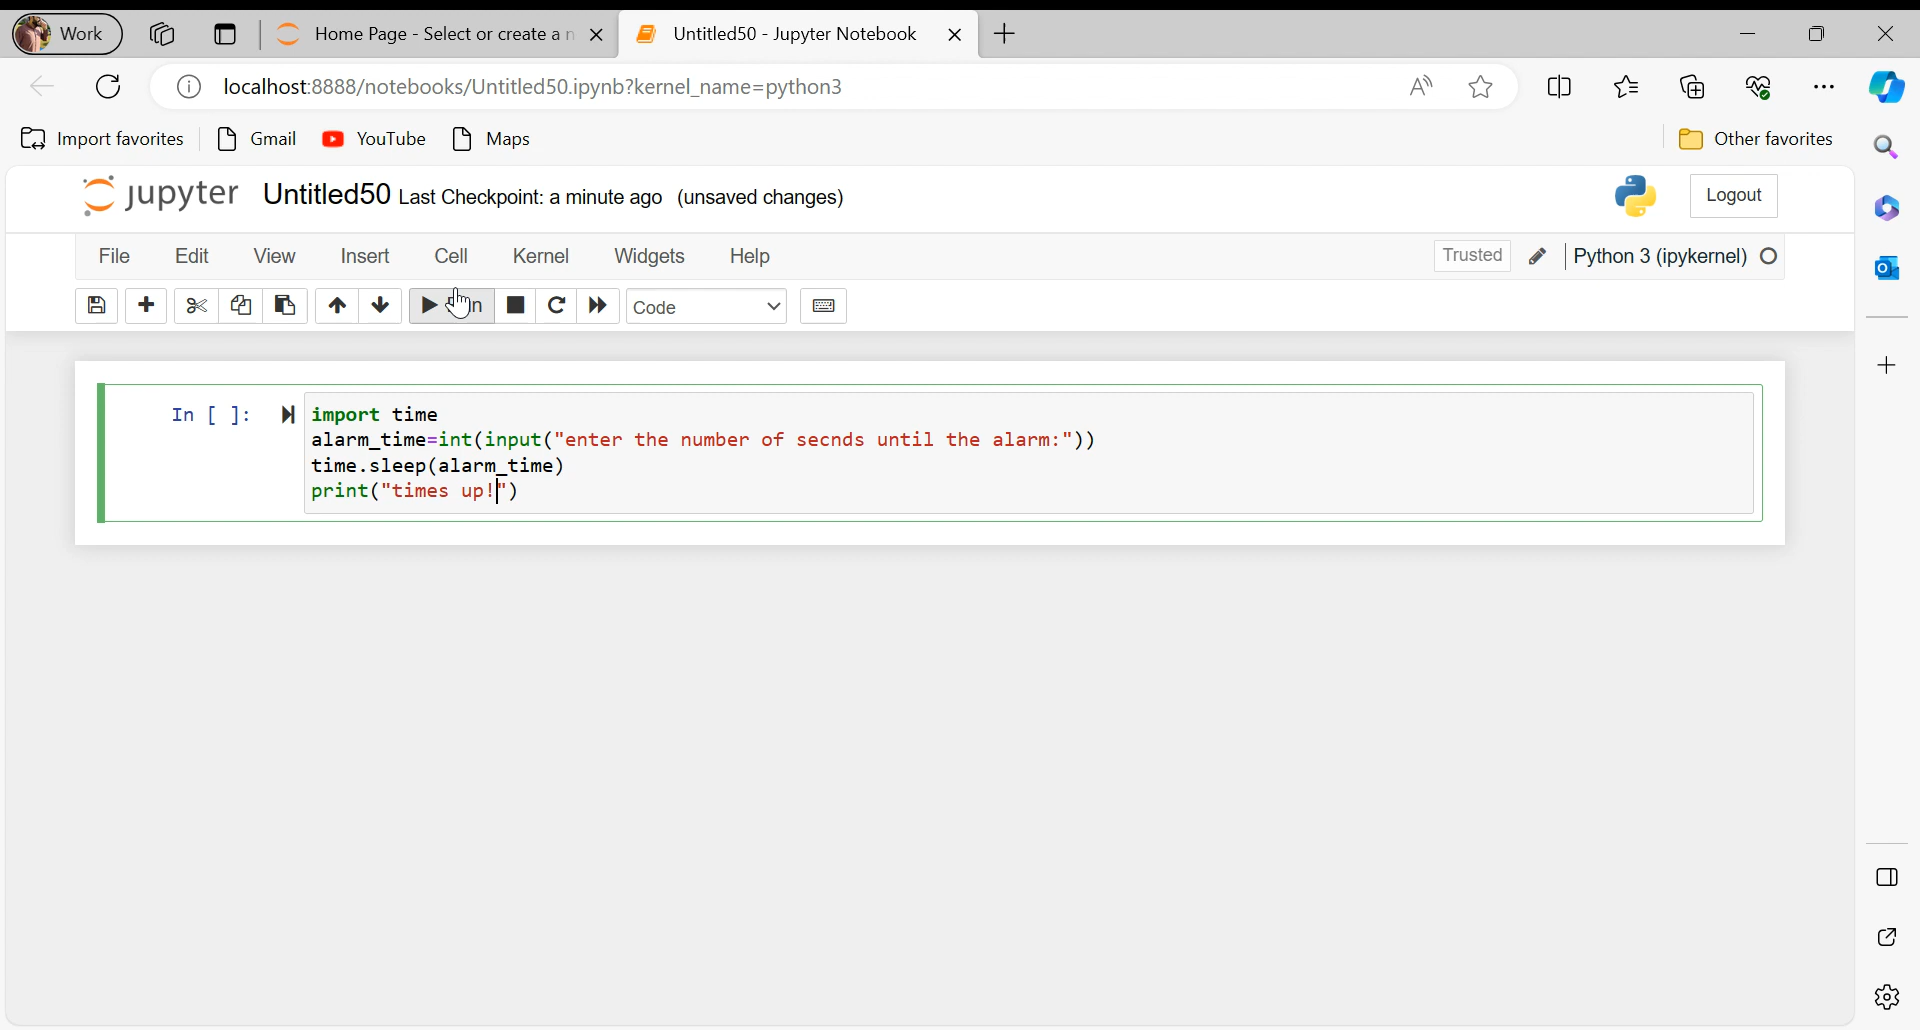 Work
Home Page - Select or create a n
Untitled50 - Jupyter Notebook
localhost:8888/notebooks/Untitled50.ipynb?kernel_name=python3
Import favorites Gmail YouTube Maps Other favorites
jupyter Untitled50 Last Checkpoint: a minute ago (unsaved changes) Logout
File Edit View Insert Cell Kernel Widgets Help Trusted Python 3 (ipykernel)
Code
In [ ]: import time
alarm_time=int(input("enter the number of secnds until the alarm:"))
time.sleep(alarm_time)
print("times up!")